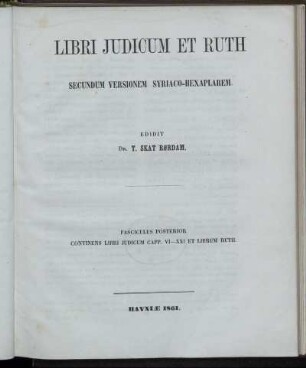 LIBRI JUDICUM ET RUTH
SECUNDUM VERSIONEM SYRIACO-HEXAPLAREM.
EDIDIT
DR. T. SKAT RØRDAM.
FASCICULUS POSTERIOR,
CONTINENS LIBRI JUDICUM CAPP. VI—XXI ET LIBRUM RUTH.
HAVNIÆ 1861.